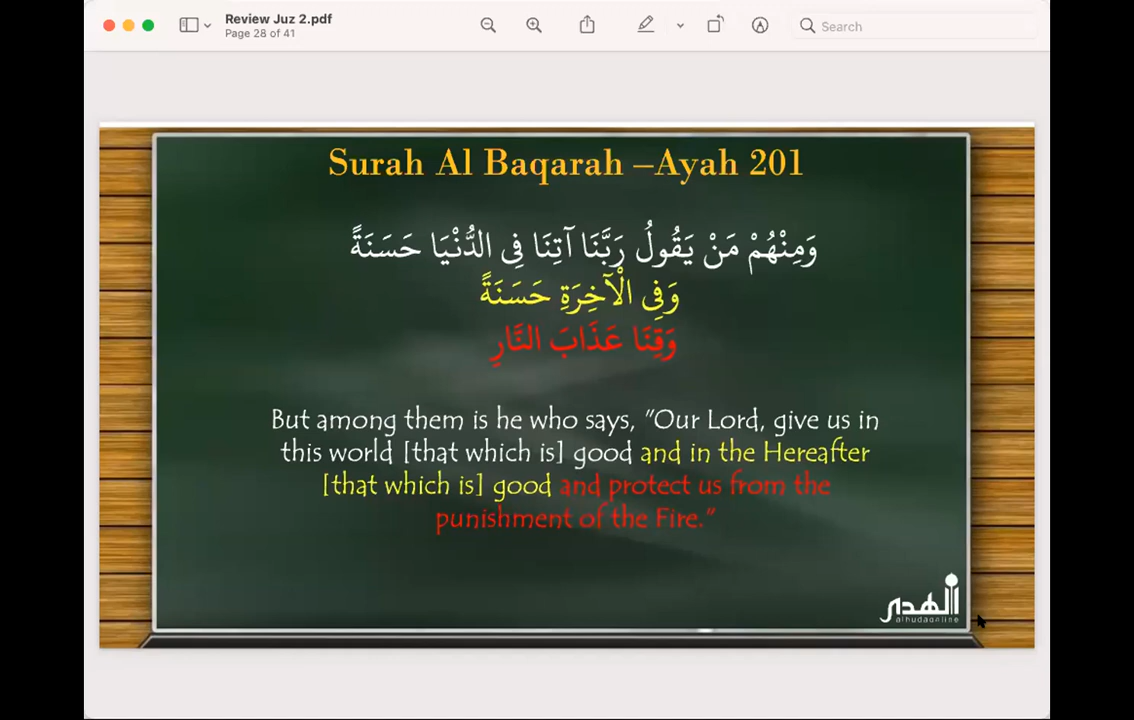 Review Juz 2.pdf
Page 28 of 41
Search
Surah Al Baqarah –Ayah 201
وَمِنْهُمْ مَنْ يَقُولُ رَبَّنَا آتِنَا فِى الدُّنْيَا حَسَنَةً
وَفِى الْآخِرَةِ حَسَنَةً
وَقِنَا عَذَابَ النَّارِ
But among them is he who says, "Our Lord, give us in
this world [that which is] good and in the Hereafter
[that which is] good and protect us from the
punishment of the Fire."
الهدى
alhudaonline